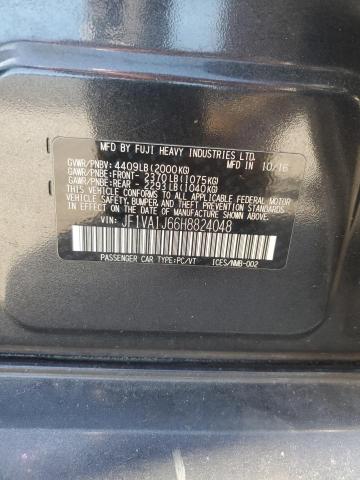 MFD. BY FUJI HEAVY INDUSTRIES LTD. 10/16
GVWR/PNBV: 4409LB(2000KG)
GAWR/PNBE:FRONT- 2370LB(1075KG)
GAWR/PNBE:REAR - 2293LB(1040KG)
THIS VEHICLE CONFORMS TO ALL APPLICABLE FEDERAL MOTOR
VEHICLE SAFETY, BUMPER, AND THEFT PREVENTION STANDARDS
IN EFFECT ON THE DATE OF MANUFACTURE SHOWN ABOVE.
VIN: JF1VA1J66H8824048
PASSENGER CAR TYPE:PC/VT ICES/NMB-002